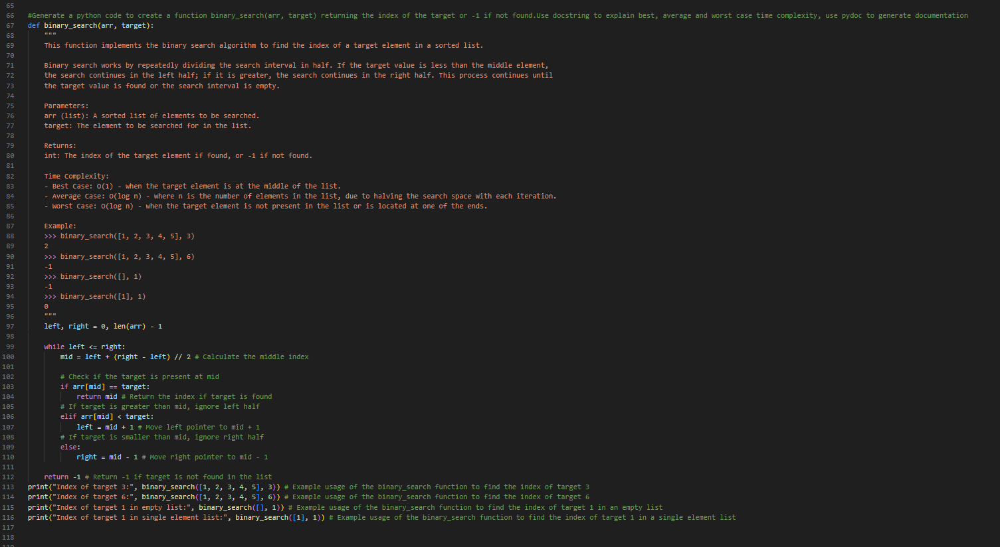 65
66 #Generate a python code to create a function binary_search(arr, target) returning the index of the target or -1 if not found.Use docstring to explain best, average and worst case time complexity, use pydoc to generate documentation
67 def binary_search(arr, target):
68     """
69     This function implements the binary search algorithm to find the index of a target element in a sorted list.
70
71     Binary search works by repeatedly dividing the search interval in half. If the target value is less than the middle element,
72     the search continues in the left half; if it is greater, the search continues in the right half. This process continues until
73     the target value is found or the search interval is empty.
74
75     Parameters:
76     arr (list): A sorted list of elements to be searched.
77     target: The element to be searched for in the list.
78
79     Returns:
80     int: The index of the target element if found, or -1 if not found.
81
82     Time Complexity:
83     - Best Case: O(1) - when the target element is at the middle of the list.
84     - Average Case: O(log n) - where n is the number of elements in the list, due to halving the search space with each iteration.
85     - Worst Case: O(log n) - when the target element is not present in the list or is located at one of the ends.
86
87     Example:
88     >>> binary_search([1, 2, 3, 4, 5], 3)
89     2
90     >>> binary_search([1, 2, 3, 4, 5], 6)
91     -1
92     >>> binary_search([], 1)
93     -1
94     >>> binary_search([1], 1)
95     0
96     """
97     left, right = 0, len(arr) - 1
98
99     while left <= right:
100         mid = left + (right - left) // 2 # Calculate the middle index
101
102         # Check if the target is present at mid
103         if arr[mid] == target:
104             return mid # Return the index if target is found
105         # If target is greater than mid, ignore left half
106         elif arr[mid] < target:
107             left = mid + 1 # Move left pointer to mid + 1
108         # If target is smaller than mid, ignore right half
109         else:
110             right = mid - 1 # Move right pointer to mid - 1
111
112     return -1 # Return -1 if target is not found in the list
113 print("Index of target 3:", binary_search([1, 2, 3, 4, 5], 3)) # Example usage of the binary_search function to find the index of target 3
114 print("Index of target 6:", binary_search([1, 2, 3, 4, 5], 6)) # Example usage of the binary_search function to find the index of target 6
115 print("Index of target 1 in empty list:", binary_search([], 1)) # Example usage of the binary_search function to find the index of target 1 in an empty list
116 print("Index of target 1 in single element list:", binary_search([1], 1)) # Example usage of the binary_search function to find the index of target 1 in a single element list
117
118